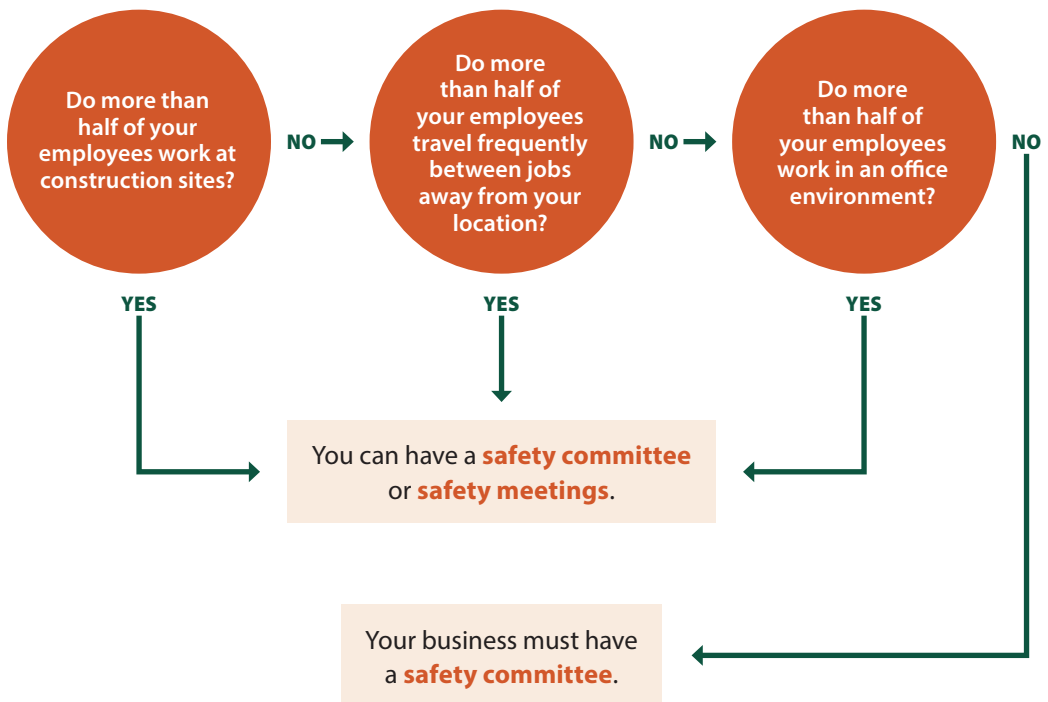 Do more than
half of your
employees work at
construction sites?
NO
Do more
than half of
your employees
travel frequently
between jobs
away from your
location?
NO
Do more
than half of
your employees
work in an office
environment?
NO
YES
YES
YES
You can have a safety committee
or safety meetings.
Your business must have
a safety committee.